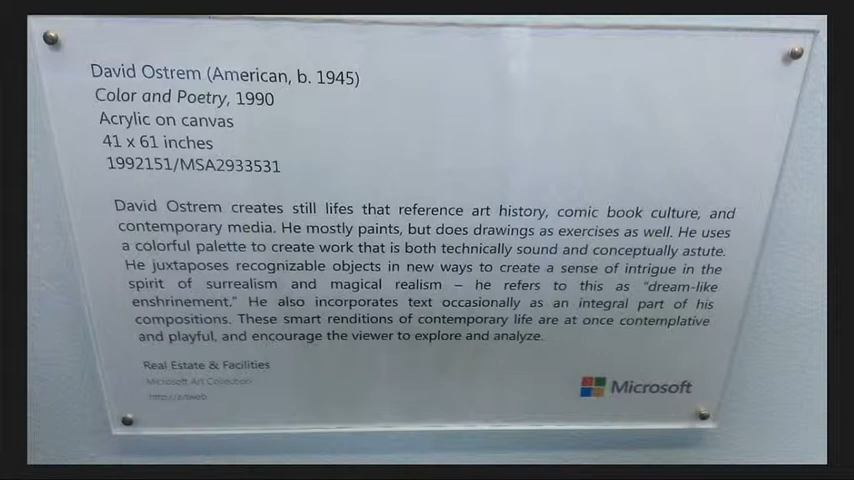 David Ostrem (American, b. 1945)
Color and Poetry, 1990
Acrylic on canvas
41 x 61 inches
1992151/MSA2933531
David Ostrem creates still lifes that reference art history, comic book culture, and
contemporary media. He mostly paints, but does drawings as exercises as well. He uses
a colorful palette to create work that is both technically sound and conceptually astute.
He juxtaposes recognizable objects in new ways to create a sense of intrigue in the
spirit of surrealism and magical realism – he refers to this as "dream-like
enshrinement." He also incorporates text occasionally as an integral part of his
compositions. These smart renditions of contemporary life are at once contemplative
and playful, and encourage the viewer to explore and analyze.
Real Estate & Facilities
Microsoft Art Collection
http://artweb
Microsoft